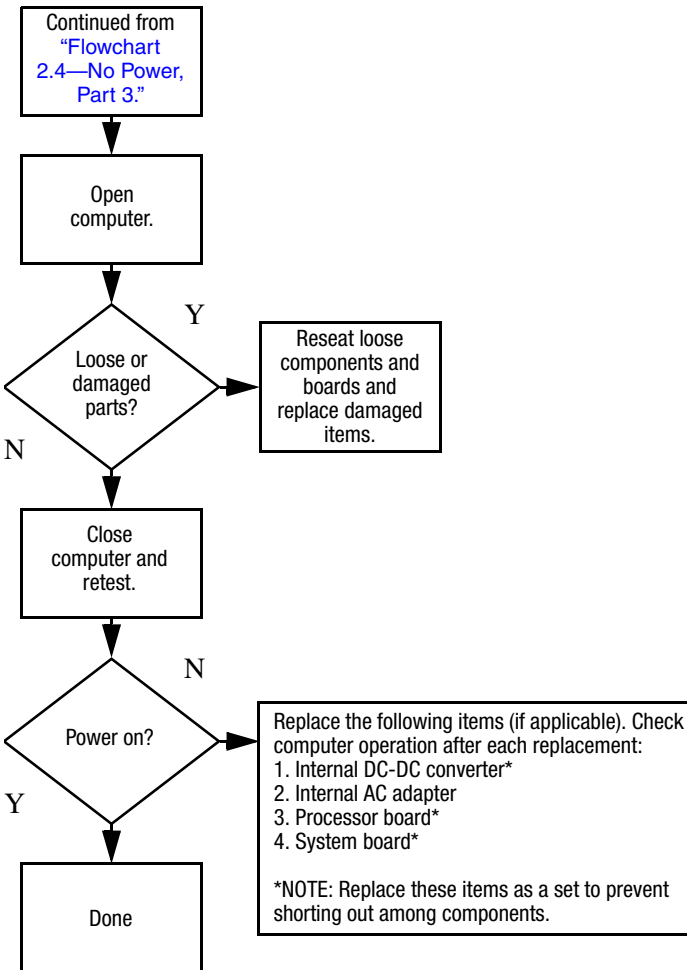 Continued from
“Flowchart
2.4—No Power,
Part 3.”
Open
computer.
Y
Loose or
damaged
parts?
Reseat loose
components and
boards and
replace damaged
items.
N
Close
computer and
retest.
N
Power on?
Replace the following items (if applicable). Check
computer operation after each replacement:
1. Internal DC-DC converter*
2. Internal AC adapter
3. Processor board*
4. System board*
*NOTE: Replace these items as a set to prevent
shorting out among components.
Y
Done